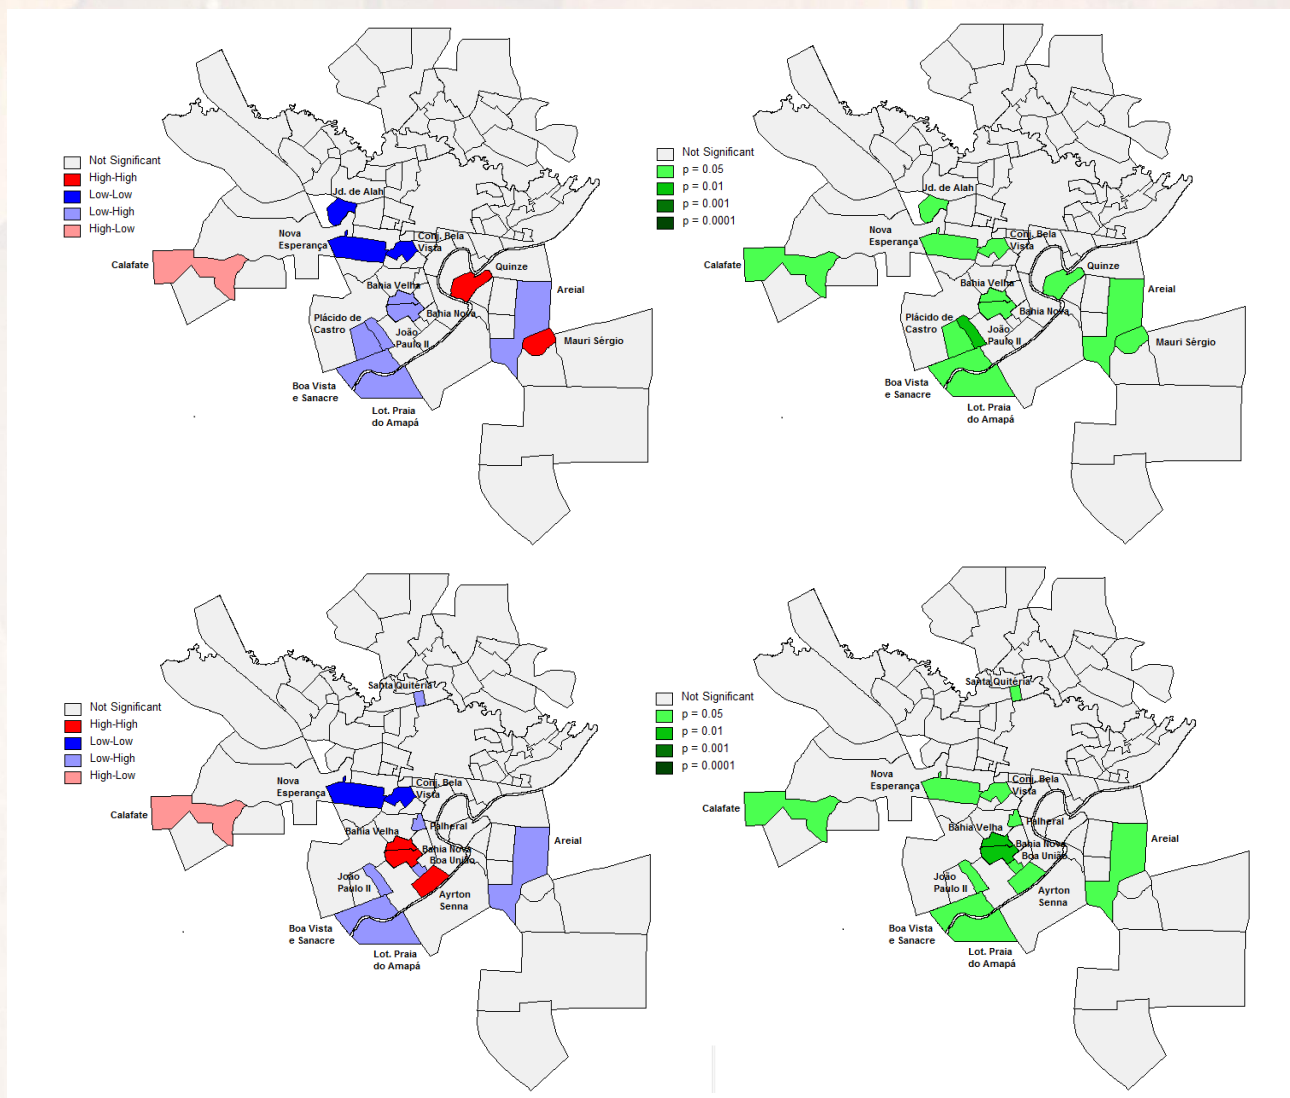 Not Significant
High-High
Low-Low
Low-High
High-Low
Jd. de Alah
Nova
Esperança
Conj. Bela
Vista
Calafate
Quinze
Bahia Velha
Areial
Bahia Nova
Plácido de
Castro
João
Paulo II
Mauri Sérgio
Boa Vista
e Sanacre
Lot. Praia
do Amapá
Not Significant
p = 0.05
p = 0.01
p = 0.001
p = 0.0001
Jd. de Alah
Nova
Esperança
Conj. Bela
Vista
Calafate
Quinze
Bahia Velha
Areial
Bahia Nova
Plácido de
Castro
João
Paulo II
Mauri Sérgio
Boa Vista
e Sanacre
Lot. Praia
do Amapá
Not Significant
High-High
Low-Low
Low-High
High-Low
Santa Quitéria
Nova
Esperança
Conj. Bela
Vista
Calafate
Palheral
Bahia Velha
Areial
Bahia Nova
Boa União
João
Paulo II
Ayrton
Senna
Boa Vista
e Sanacre
Lot. Praia
do Amapá
Not Significant
p = 0.05
p = 0.01
p = 0.001
p = 0.0001
Santa Quitéria
Nova
Esperança
Conj. Bela
Vista
Calafate
Palheral
Bahia Velha
Areial
Bahia Nova
Boa União
João
Paulo II
Ayrton
Senna
Boa Vista
e Sanacre
Lot. Praia
do Amapá